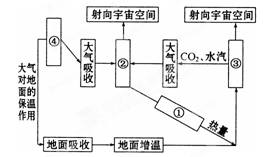 射向宇宙空间
射向宇宙空间
④
大气吸收
②
大气吸收
CO₂、水汽
③
大气
对地
面的
保温
作用
①
热量
地面吸收
地面增温